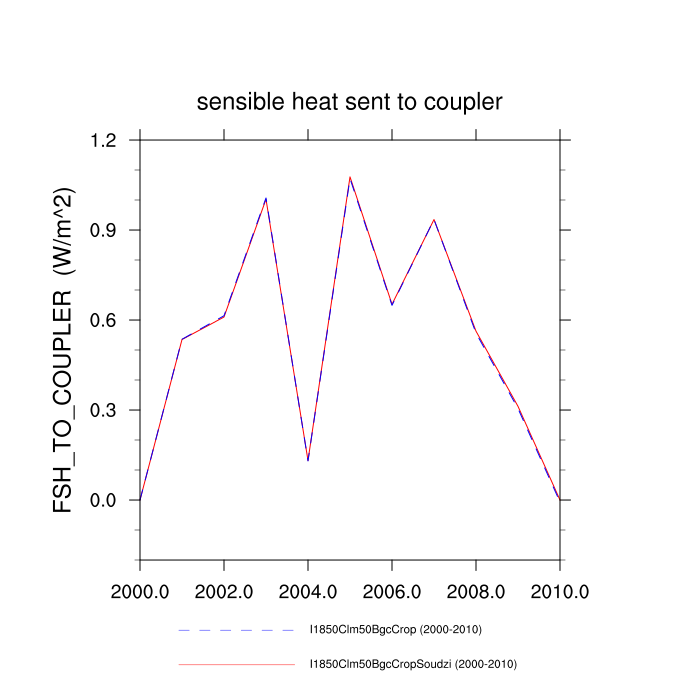 sensible heat sent to coupler
FSH_TO_COUPLER (W/m^2)
1.2
0.9
0.6
0.3
0.0
2000.0 2002.0 2004.0 2006.0 2008.0 2010.0
I1850Clm50BgcCrop (2000-2010)
I1850Clm50BgcCropSoudzi (2000-2010)